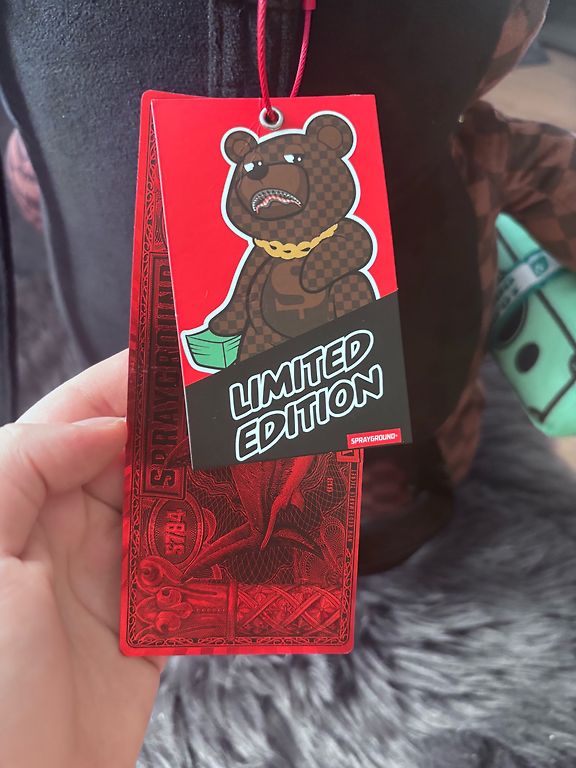 LIMITED
EDITION
SPRAYGROUND
SPRAYGROUND
5784